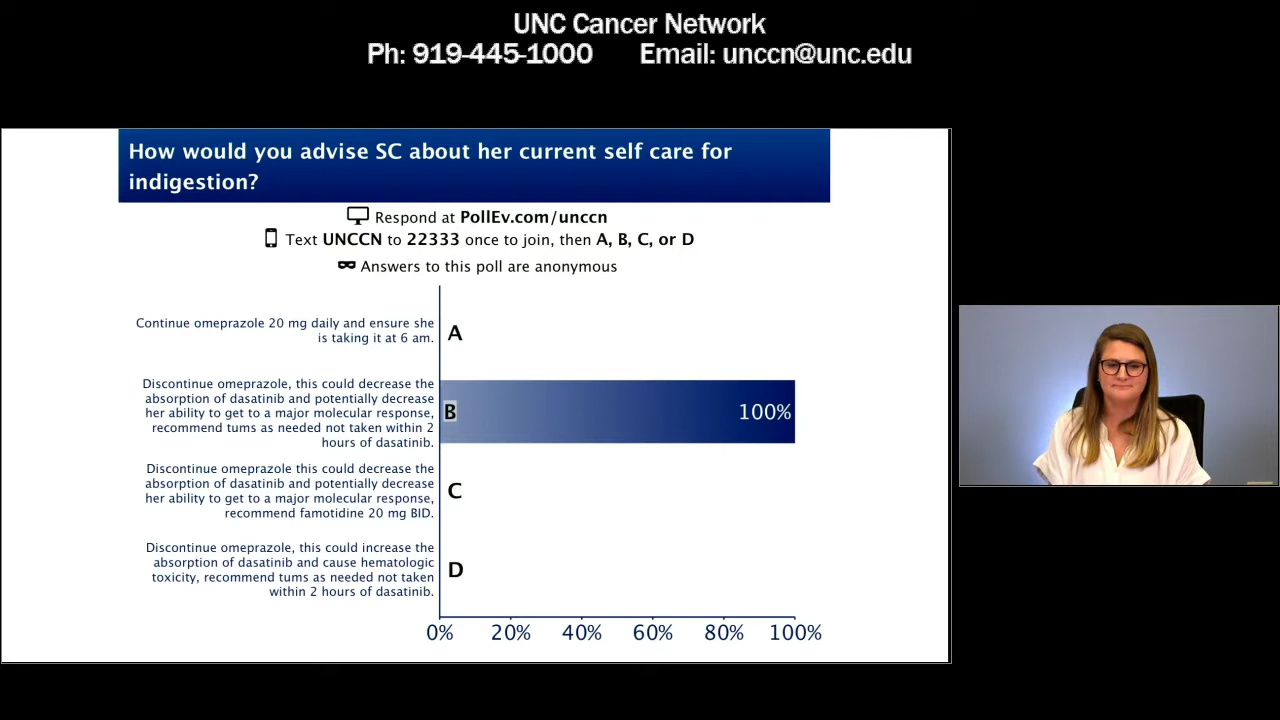 UNC Cancer Network
Ph: 919-445-1000 Email: unccn@unc.edu
How would you advise SC about her current self care for
indigestion?
Respond at PollEv.com/unccn
Text UNCCN to 22333 once to join, then A, B, C, or D
Answers to this poll are anonymous
Continue omeprazole 20 mg daily and ensure she
is taking it at 6 am.
A
Discontinue omeprazole, this could decrease the
absorption of dasatinib and potentially decrease
her ability to get to a major molecular response,
recommend tums as needed not taken within 2
hours of dasatinib.
B
100%
Discontinue omeprazole this could decrease the
absorption of dasatinib and potentially decrease
her ability to get to a major molecular response,
recommend famotidine 20 mg BID.
C
Discontinue omeprazole, this could increase the
absorption of dasatinib and cause hematologic
toxicity, recommend tums as needed not taken
within 2 hours of dasatinib.
D
0% 20% 40% 60% 80% 100%